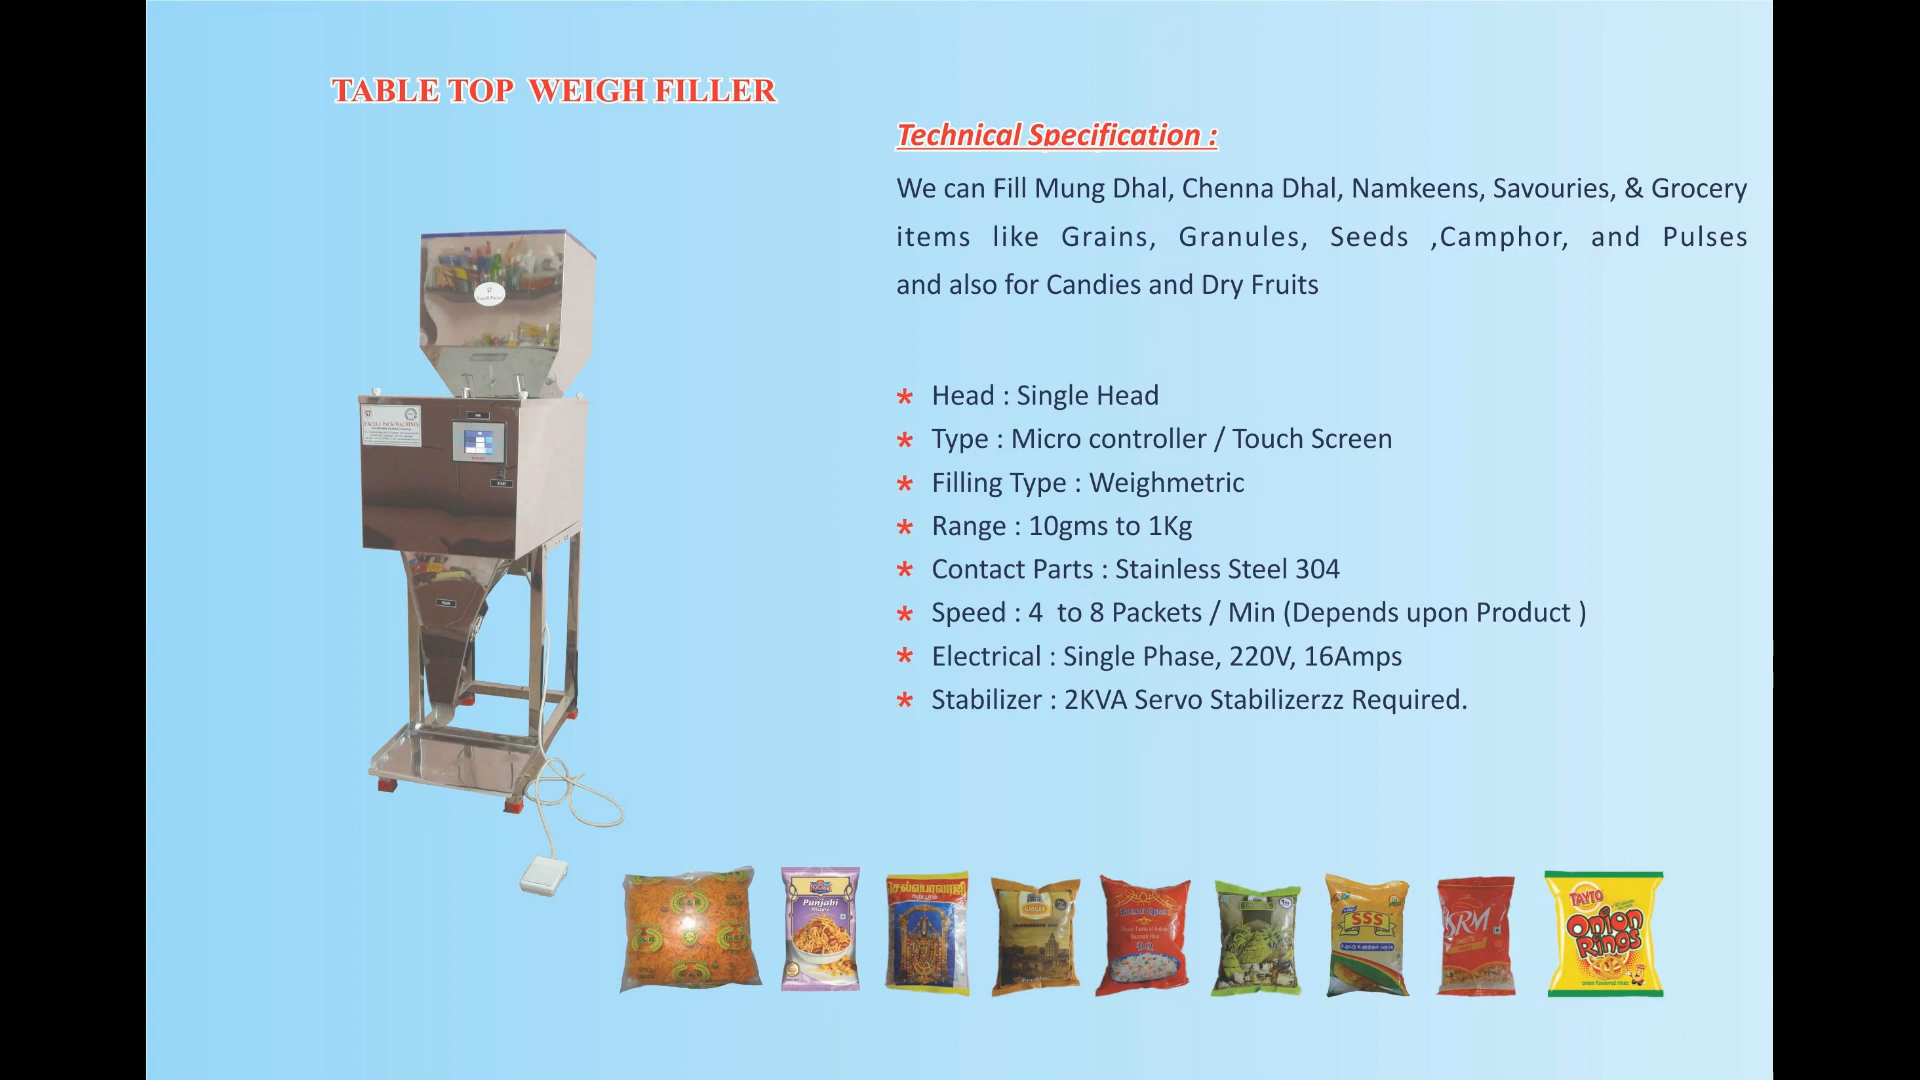 TABLE TOP WEIGH FILLER
Technical Specification :
We can Fill Mung Dhal, Chenna Dhal, Namkeens, Savouries, & Grocery
items like Grains, Granules, Seeds ,Camphor, and Pulses
and also for Candies and Dry Fruits
* Head : Single Head
* Type : Micro controller / Touch Screen
* Filling Type : Weighmetric
* Range : 10gms to 1Kg
* Contact Parts : Stainless Steel 304
* Speed : 4 to 8 Packets / Min (Depends upon Product )
* Electrical : Single Phase, 220V, 16Amps
* Stabilizer : 2KVA Servo Stabilizerzz Required.
EXCELL PACK MACHINES
START
G&B
Punjabi
SSS
SRM
TAYTO
Onion
Rings